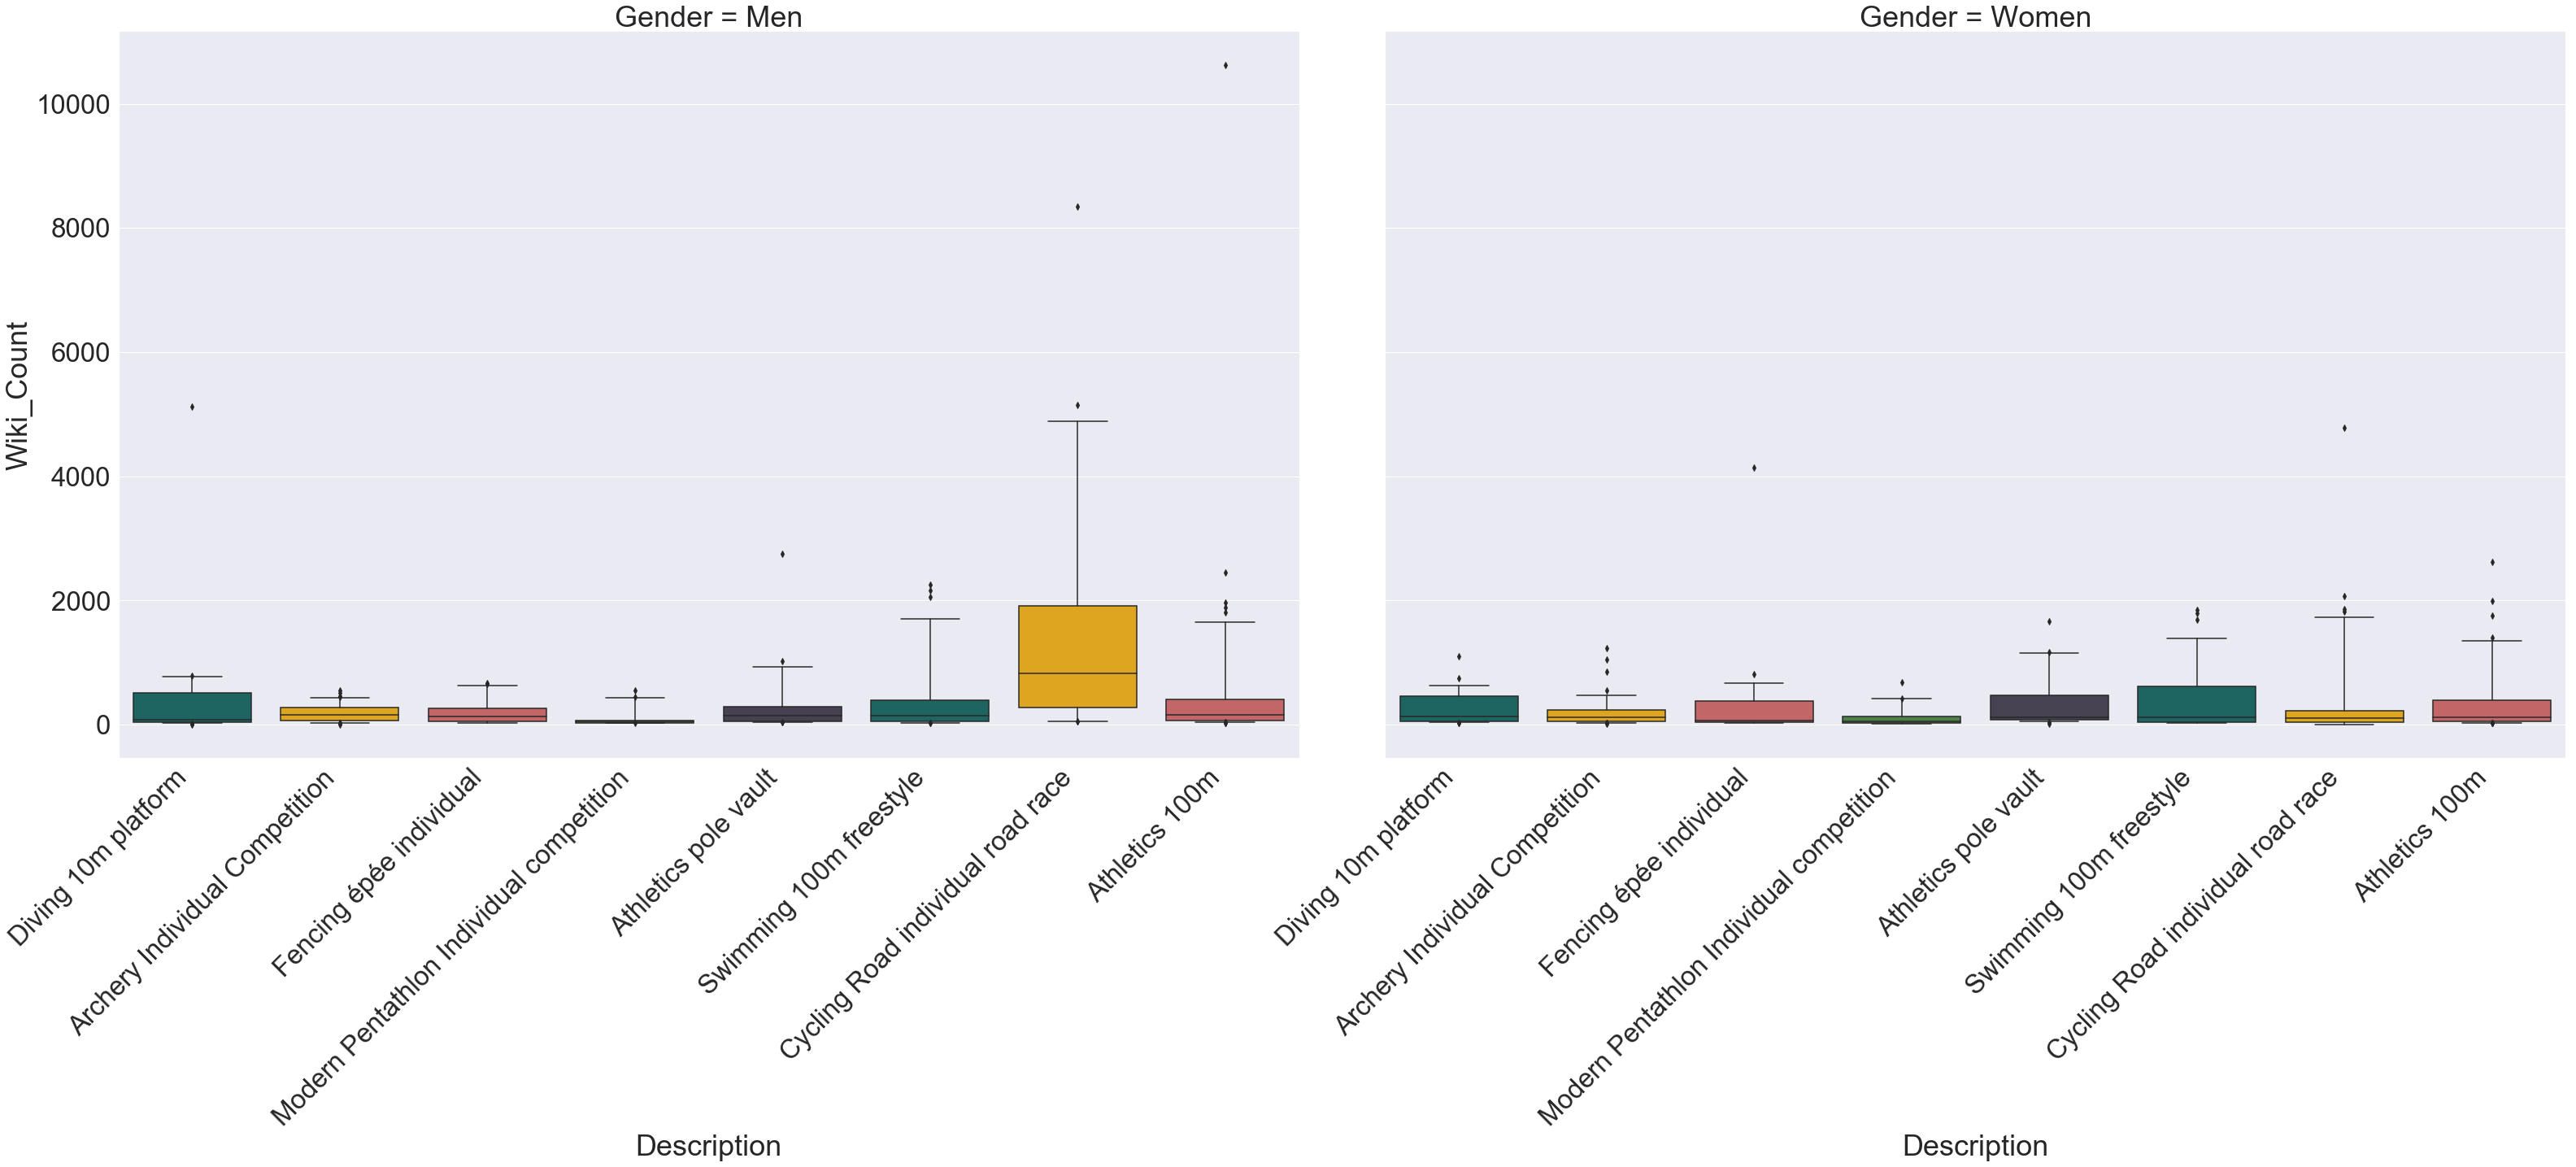 Gender = Men
Gender = Women
Wiki_Count
10000
8000
6000
4000
2000
0
Diving 10m platform
Archery Individual Competition
Fencing épée individual
Modern Pentathlon Individual competition
Athletics pole vault
Swimming 100m freestyle
Cycling Road individual road race
Athletics 100m
Description
Diving 10m platform
Archery Individual Competition
Fencing épée individual
Modern Pentathlon Individual competition
Athletics pole vault
Swimming 100m freestyle
Cycling Road individual road race
Athletics 100m
Description